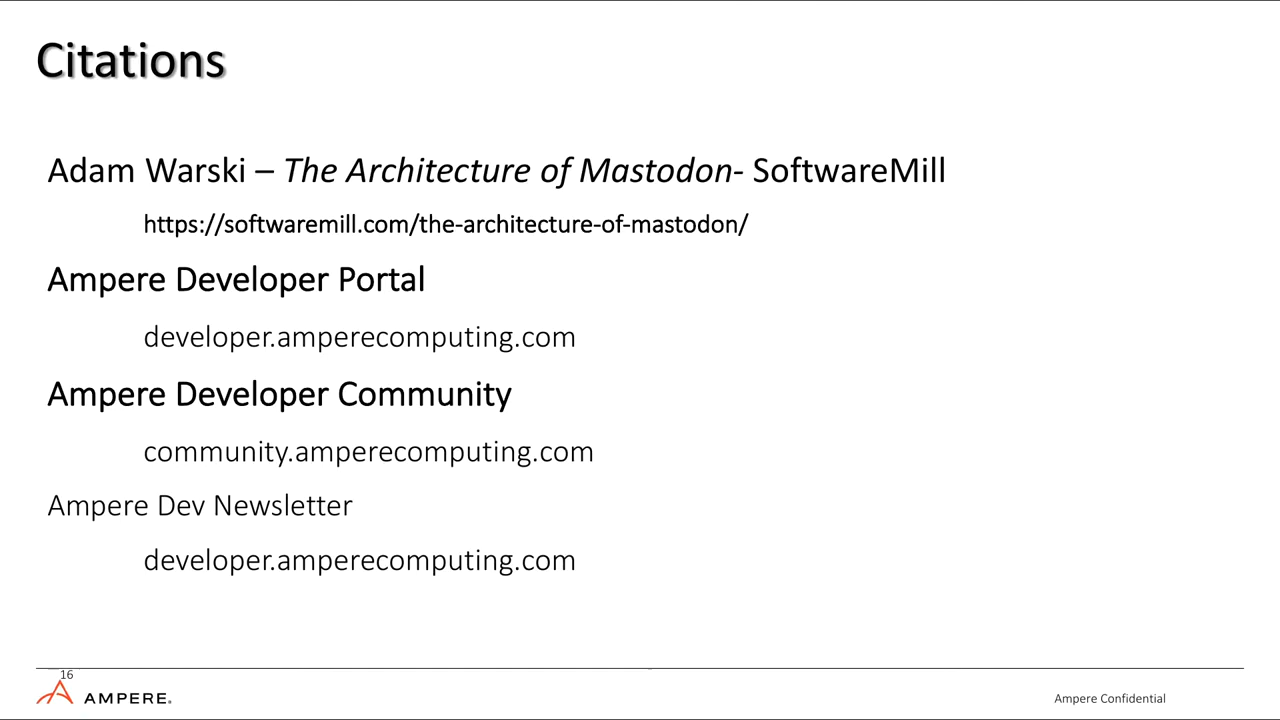 Citations
Adam Warski – The Architecture of Mastodon- SoftwareMill
https://softwaremill.com/the-architecture-of-mastodon/
Ampere Developer Portal
developer.amperecomputing.com
Ampere Developer Community
community.amperecomputing.com
Ampere Dev Newsletter
developer.amperecomputing.com
16
AMPERE®
Ampere Confidential